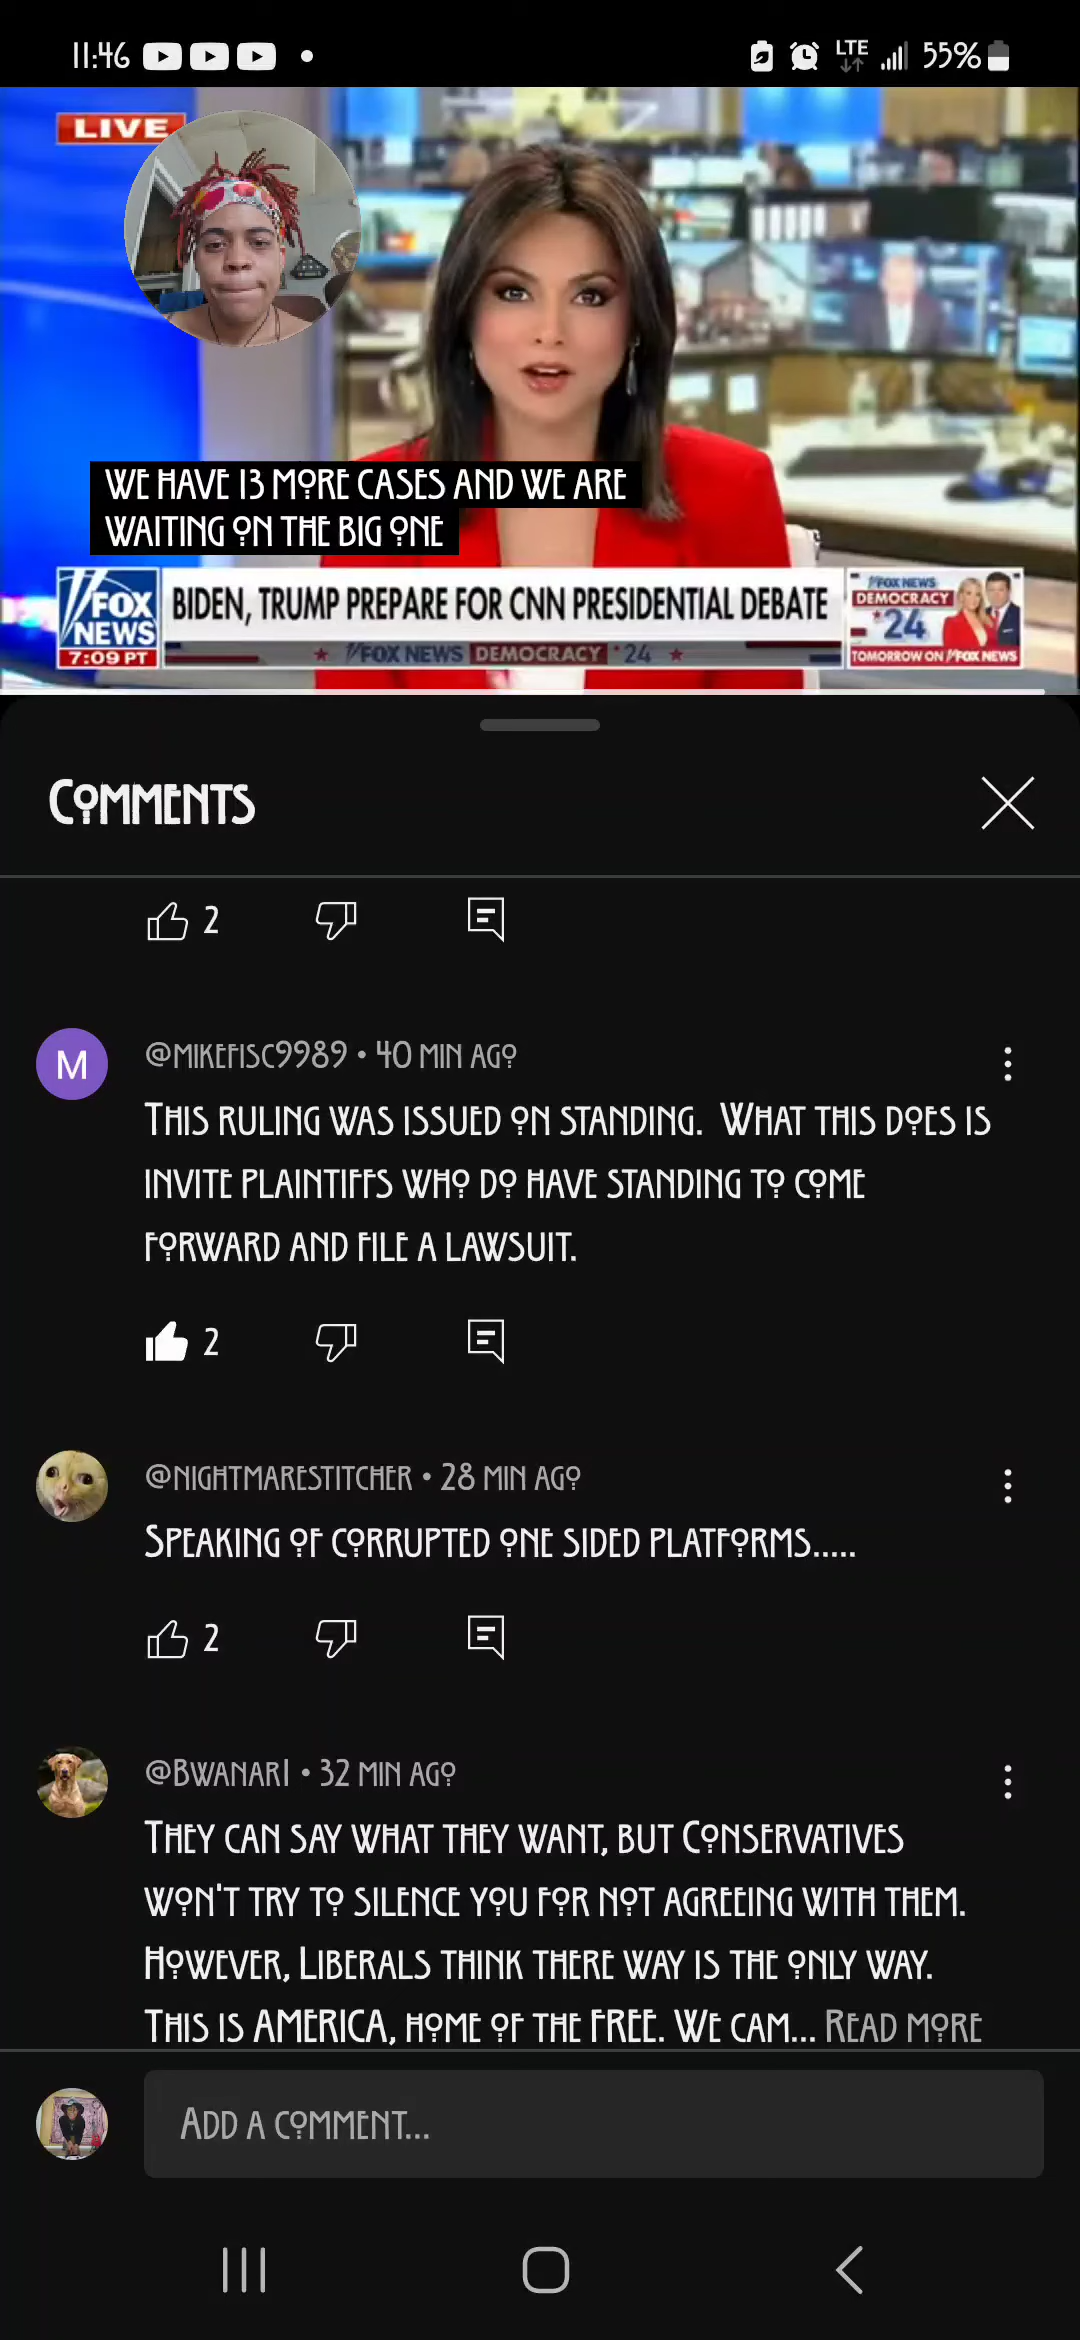 11:46 LTE 55%
LIVE
WE HAVE 13 MORE CASES AND WE ARE
WAITING ON THE BIG ONE
FOX NEWS 7:09 PT
BIDEN, TRUMP PREPARE FOR CNN PRESIDENTIAL DEBATE
FOX NEWS DEMOCRACY '24
FOX NEWS
DEMOCRACY
'24
TOMORROW ON FOX NEWS
COMMENTS
2
M
@MIKEFISC9989 • 40 MIN AGO
THIS RULING WAS ISSUED ON STANDING. WHAT THIS DOES IS
INVITE PLAINTIFFS WHO DO HAVE STANDING TO COME
FORWARD AND FILE A LAWSUIT.
2
@NIGHTMARESTITCHER • 28 MIN AGO
SPEAKING OF CORRUPTED ONE SIDED PLATFORMS.....
2
@BWANAR1 • 32 MIN AGO
THEY CAN SAY WHAT THEY WANT, BUT CONSERVATIVES
WON'T TRY TO SILENCE YOU FOR NOT AGREEING WITH THEM.
HOWEVER, LIBERALS THINK THERE WAY IS THE ONLY WAY.
THIS IS AMERICA, HOME OF THE FREE. WE CAM... READ MORE
ADD A COMMENT...